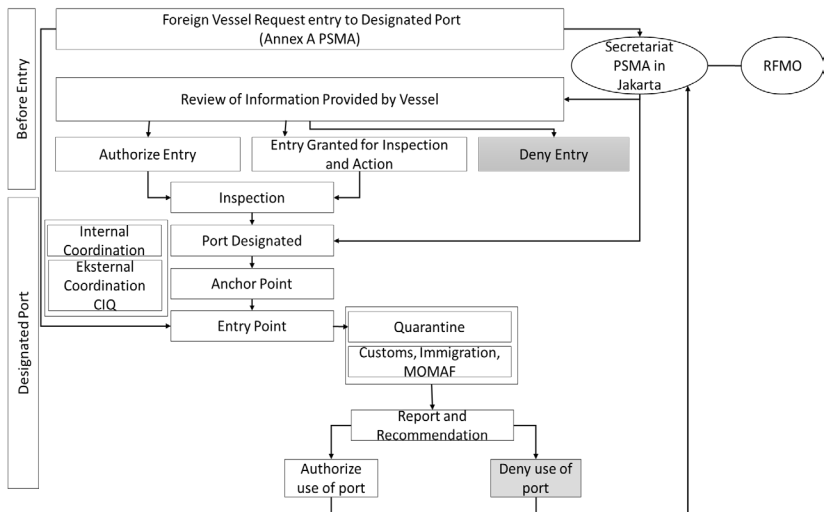 Before Entry
Foreign Vessel Request entry to Designated Port
(Annex A PSMA)
Secretariat
PSMA in
Jakarta
RFMO
Review of Information Provided by Vessel
Authorize Entry
Entry Granted for Inspection
and Action
Deny Entry
Inspection
Designated Port
Internal
Coordination
Eksternal
Coordination
CIQ
Port Designated
Anchor Point
Entry Point
Quarantine
Customs, Immigration,
MOMAF
Report and
Recommendation
Authorize
use of port
Deny use of
port